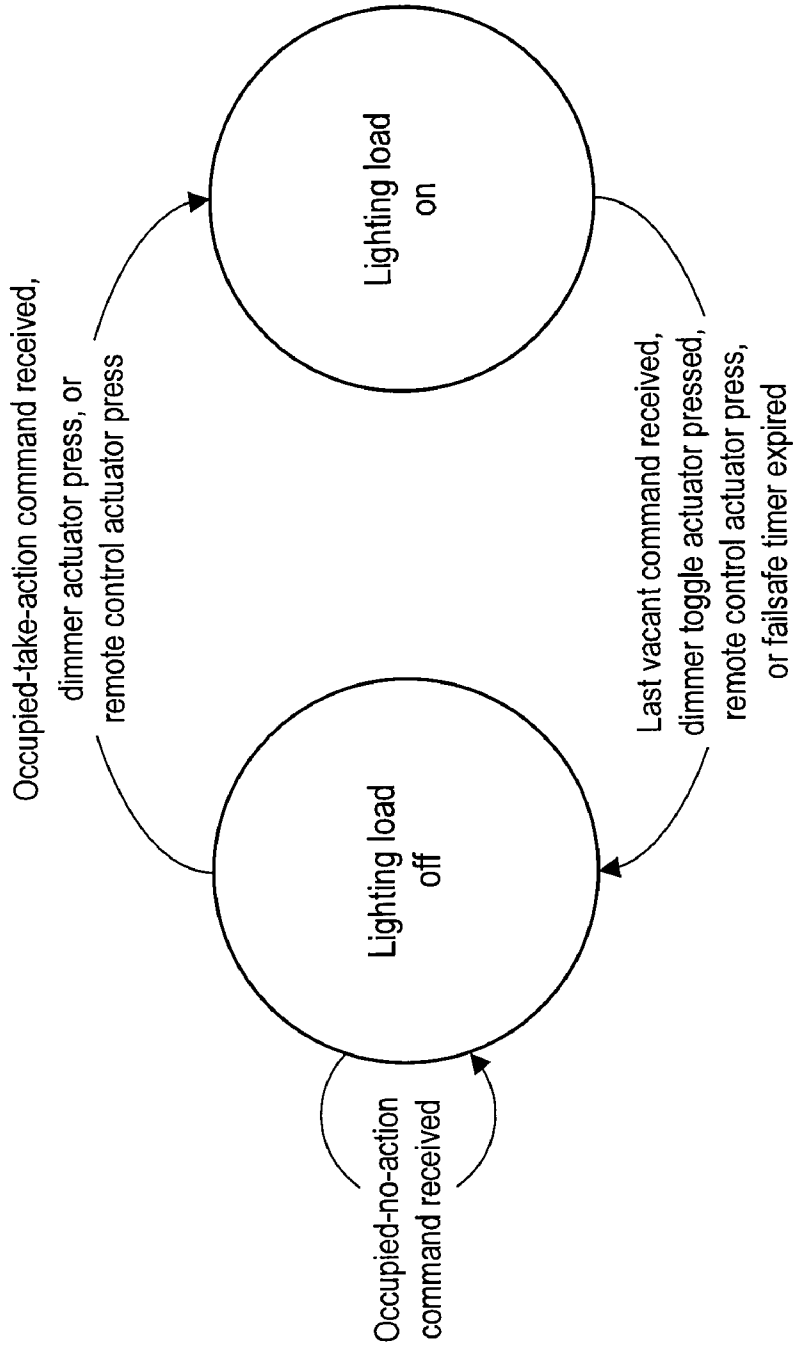 Occupied-take-action command received,
dimmer actuator press, or
remote control actuator press
Occupied-no-action
command received
Lighting load
off
Lighting load
on
Last vacant command received,
dimmer toggle actuator pressed,
remote control actuator press,
or failsafe timer expired